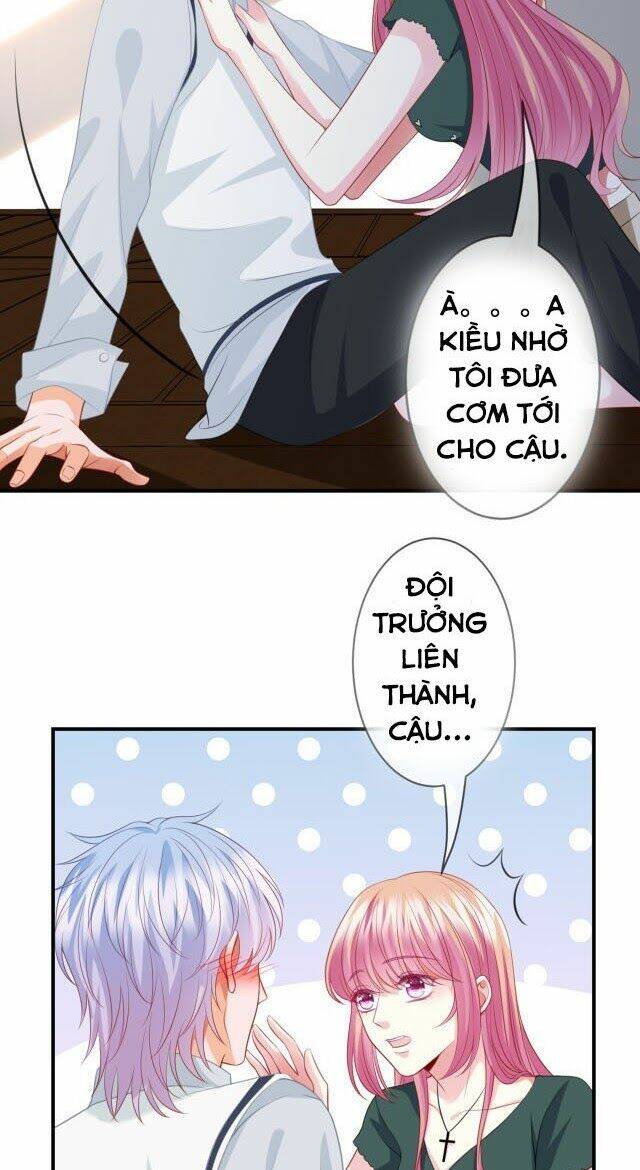 À。。。A
KIỀU NHỜ
TÔI ĐƯA
CƠM TỚI
CHO CẬU.
ĐỘI
TRƯỞNG
LIÊN
THÀNH,
CẬU...